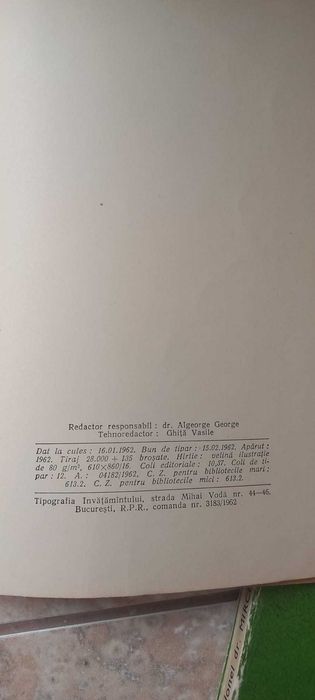 Redactor responsabil : dr. Algeorge George
Tehnoredactor : Ghiță Vasile
Dat la cules : 16.01.1962. Bun de tipar : 15.02.1962. Apărut :
1962. Tiraj 28.000 + 135 broșate. Hîrtie : velină ilustrație
de 80 g/m², 610×860/16. Coli editoriale : 10,37. Coli de ti-
par : 12. A. : 04182/1962. C. Z. pentru bibliotecile mari :
613.2. C. Z. pentru bibliotecile mici : 613.2.
Tipografia Învățămîntului, strada Mihai Vodă nr. 44—46.
București, R.P.R., comanda nr. 3183/1962
onel dr. MIRC